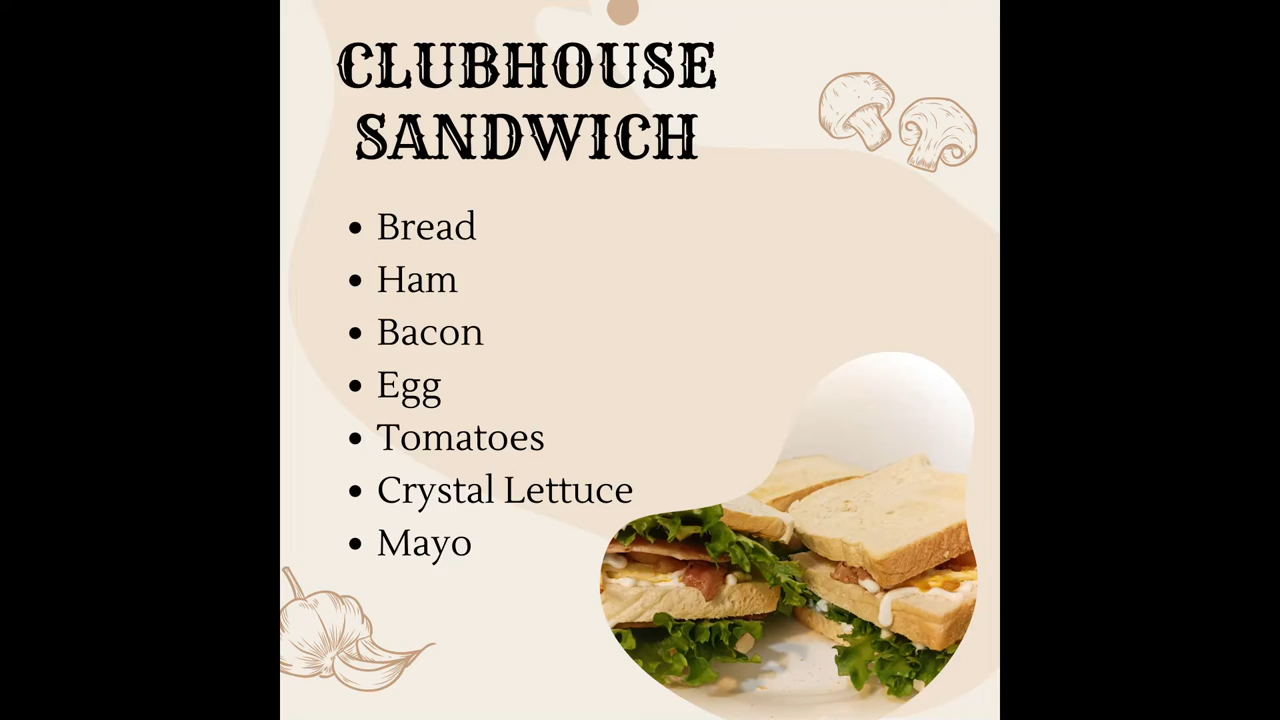 CLUBHOUSE
SANDWICH
• Bread
• Ham
• Bacon
• Egg
• Tomatoes
• Crystal Lettuce
• Mayo